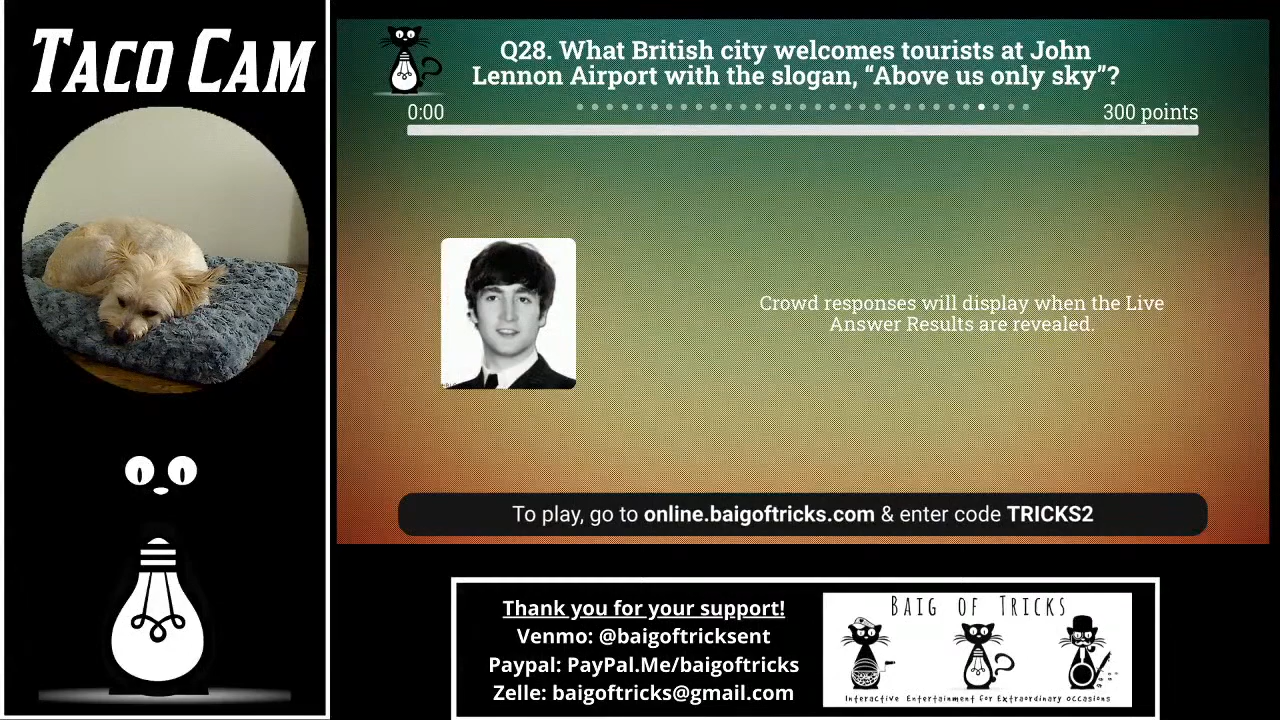 TACO CAM
Q28. What British city welcomes tourists at John
Lennon Airport with the slogan, “Above us only sky”?
0:00
300 points
Crowd responses will display when the Live
Answer Results are revealed.
To play, go to online.baigoftricks.com & enter code TRICKS2
Thank you for your support!
Venmo: @baigoftricksent
Paypal: PayPal.Me/baigoftricks
Zelle: baigoftricks@gmail.com
BAIG OF TRICKS
Interactive Entertainment for Extraordinary occasions